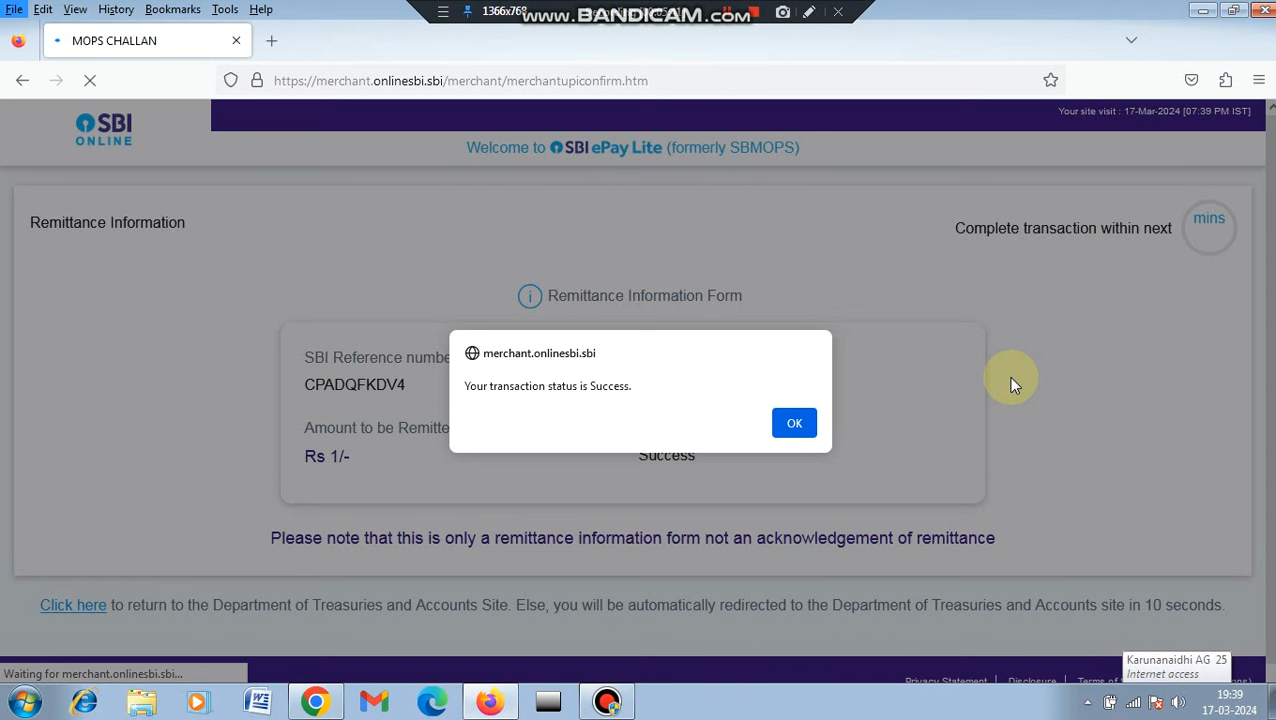 File Edit View History Bookmarks Tools Help
1366x768
www.BANDICAM.com
MOPS CHALLAN
https://merchant.onlinesbi.sbi/merchant/merchantupiconfirm.htm
SBI ONLINE
Your site visit : 17-Mar-2024 [07:39 PM IST]
Welcome to SBI ePay Lite (formerly SBMOPS)
Remittance Information
Complete transaction within next
mins
Remittance Information Form
SBI Reference numbe
CPADQFKDV4
merchant.onlinesbi.sbi
Your transaction status is Success.
OK
Amount to be Remitte
Rs 1/-
Success
Please note that this is only a remittance information form not an acknowledgement of remittance
Click here to return to the Department of Treasuries and Accounts Site. Else, you will be automatically redirected to the Department of Treasuries and Accounts site in 10 seconds.
Waiting for merchant.onlinesbi.sbi...
Privacy Statement Disclosure Terms of
Karunanaidhi AG 25
Internet access
19:39
17-03-2024